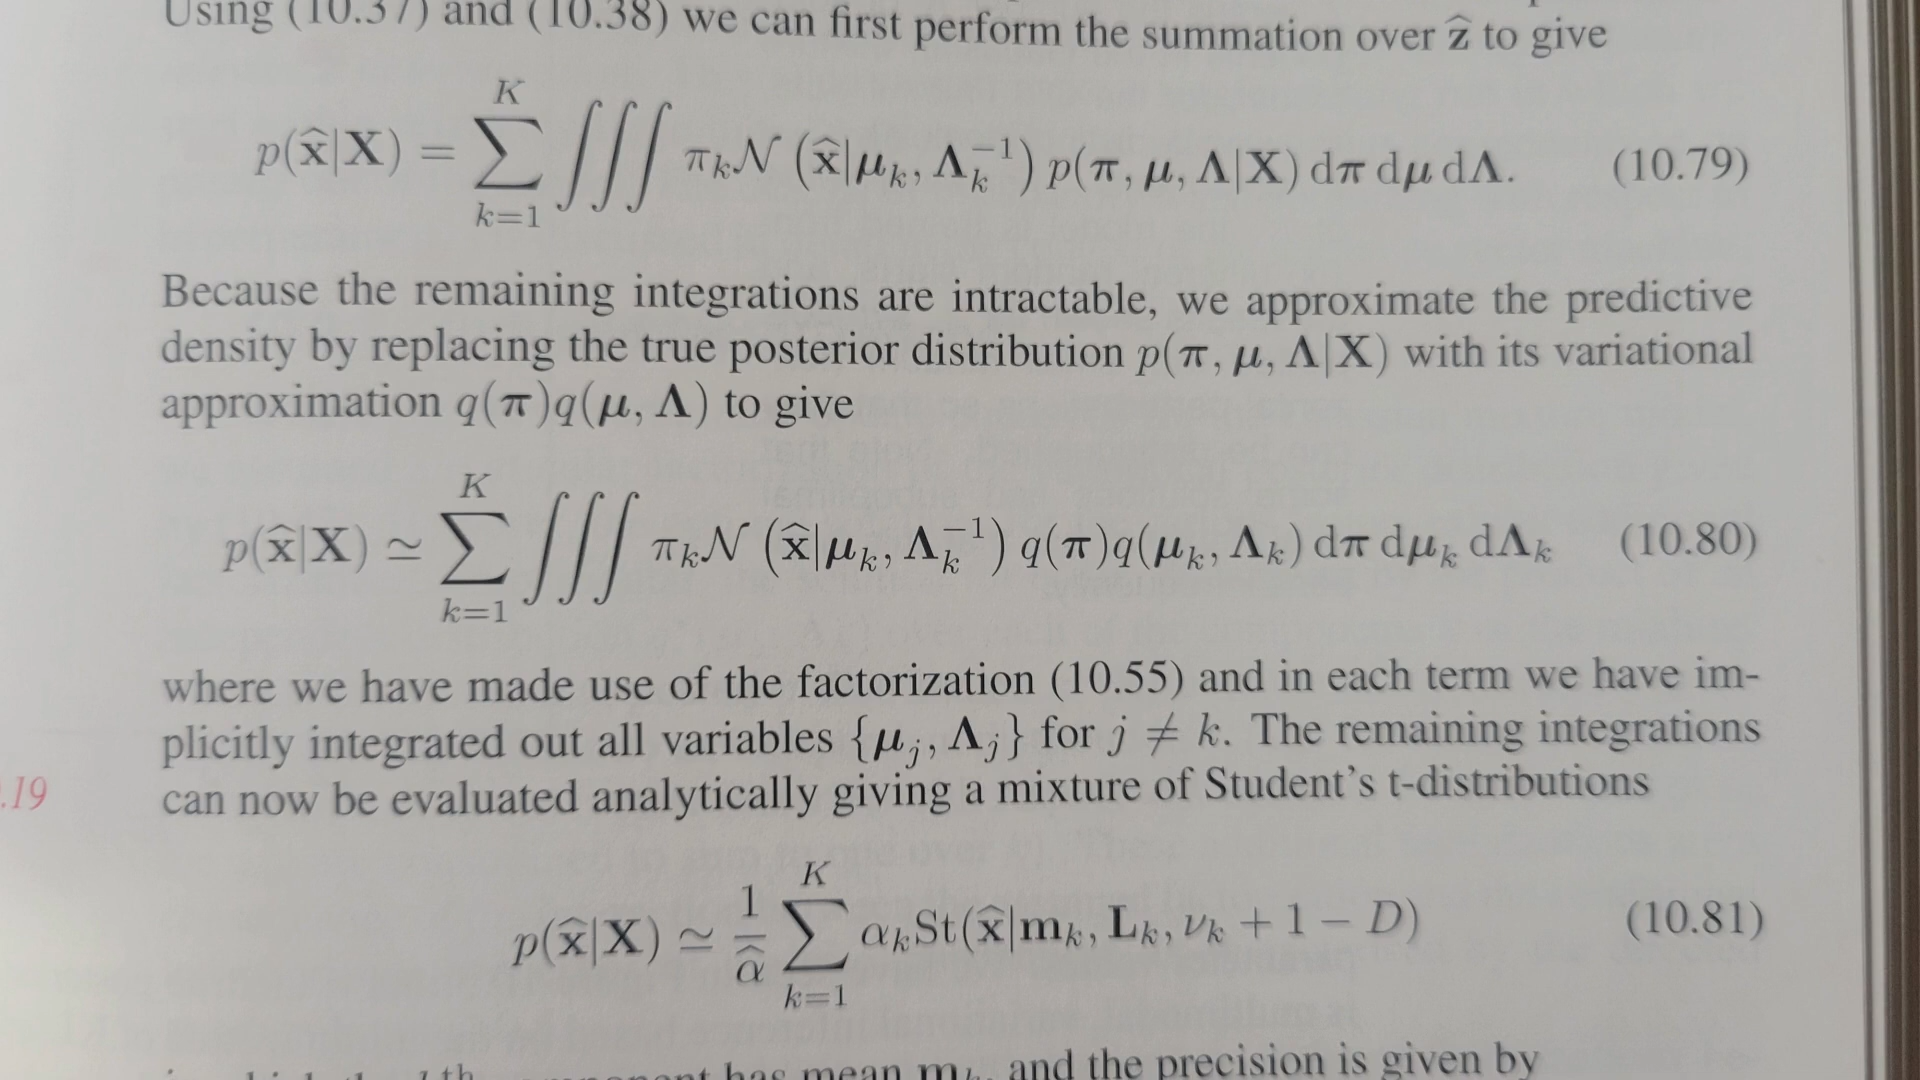 Using (10.37) and (10.38) we can first perform the summation over ẑ to give
p(x̂|X) = ∑_{k=1}^{K} ∭ π_k 𝒩 (x̂|μ_k, Λ_k^{−1}) p(π, μ, Λ|X) dπ dμ dΛ. (10.79)
Because the remaining integrations are intractable, we approximate the predictive
density by replacing the true posterior distribution p(π, μ, Λ|X) with its variational
approximation q(π)q(μ, Λ) to give
p(x̂|X) ≃ ∑_{k=1}^{K} ∭ π_k 𝒩 (x̂|μ_k, Λ_k^{−1}) q(π)q(μ_k, Λ_k) dπ dμ_k dΛ_k (10.80)
where we have made use of the factorization (10.55) and in each term we have im-
plicitly integrated out all variables {μ_j, Λ_j} for j ≠ k. The remaining integrations
.19 can now be evaluated analytically giving a mixture of Student's t-distributions
p(x̂|X) ≃ \frac{1}{α̂} ∑_{k=1}^{K} α_k St(x̂|m_k, L_k, ν_k + 1 − D) (10.81)
has mean m_k, and the precision is given by